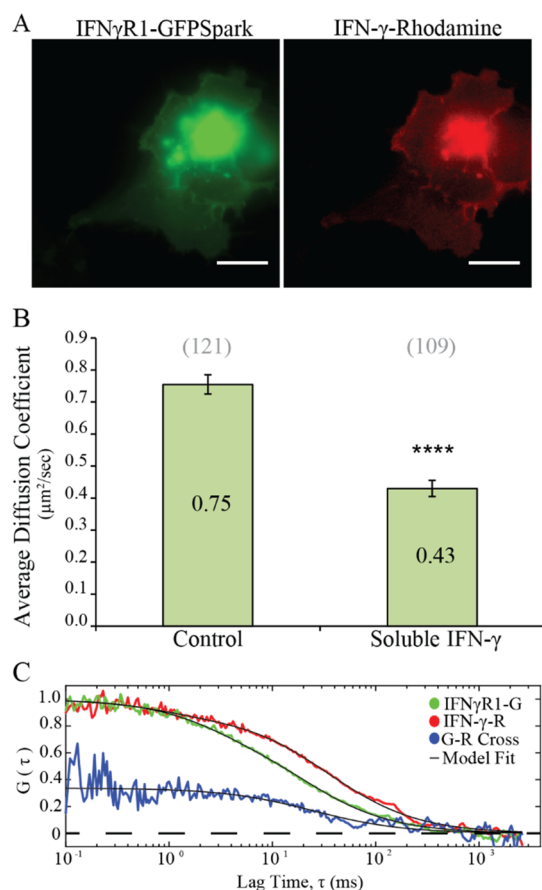 A
IFNγR1-GFPSpark
IFN-γ-Rhodamine
B
Average Diffusion Coefficient
(μm²/sec)
0.9
0.8
0.7
0.6
0.5
0.4
0.3
0.2
0.1
0.0
(121)
(109)
****
0.75
0.43
Control
Soluble IFN-γ
C
G (τ)
1.0
0.8
0.6
0.4
0.2
0
IFNγR1-G
IFN-γ-R
G-R Cross
Model Fit
10⁻¹
10⁰
10¹
10²
10³
Lag Time, τ (ms)